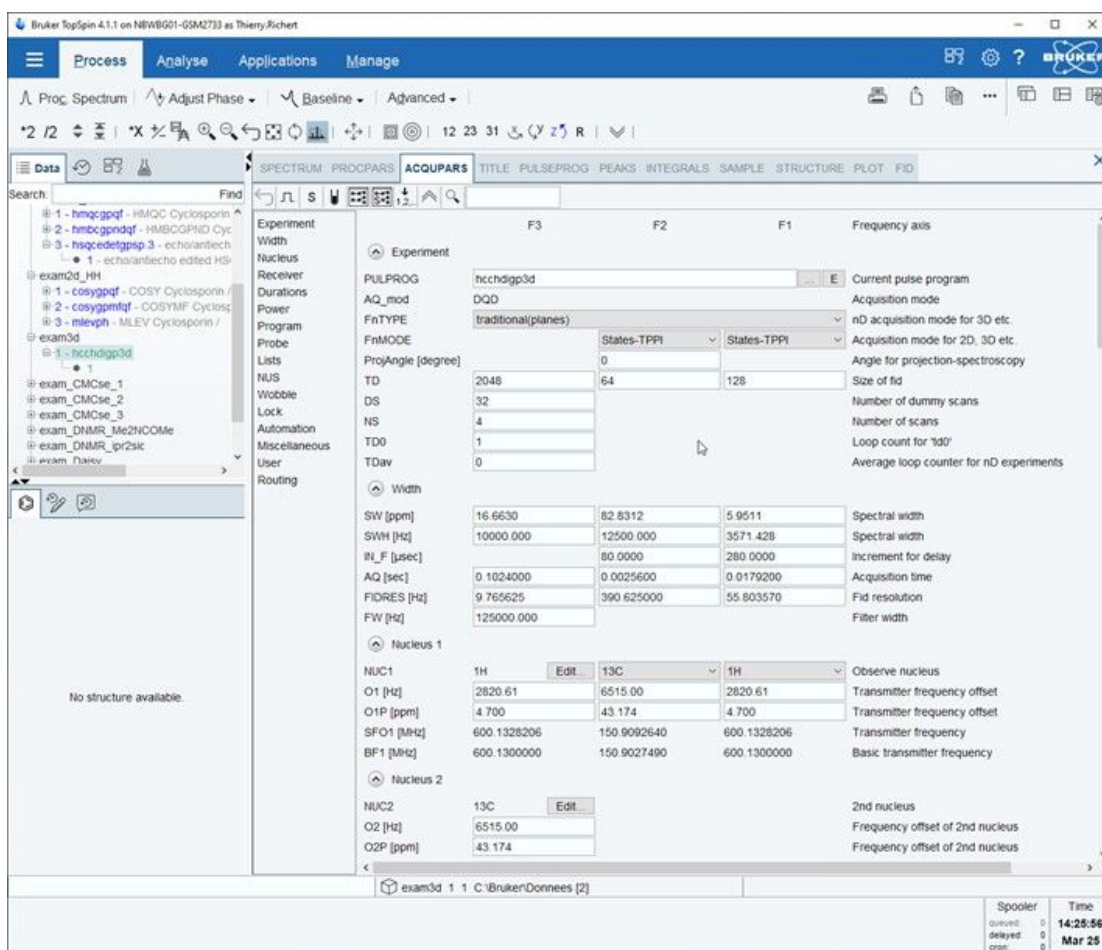 Bruker TopSpin 4.1.1 on NBWBG01-GSM2733 as Thierry.Richert
Process Analyse Applications Manage
BRUKER
Proc. Spectrum Adjust Phase Baseline Advanced
*2 /2 *X 12 23 31 R
Data
SPECTRUM PROCPARS ACQUPARS TITLE PULSEPROG PEAKS INTEGRALS SAMPLE STRUCTURE PLOT FID
Search: Find
S 1,2,..
1 - hmqcgpqf - HMQC Cyclosporin
2 - hmbcgpndqf - HMBCGPND Cyc
3 - hsqcedetgpsp.3 - echo/antiech
1 - echo/antiecho edited HS
exam2d_HH
1 - cosygpqf - COSY Cyclosporin /
2 - cosygpmfqf - COSYMF Cyclosp
3 - mlevph - MLEV Cyclosporin /
exam3d
1 - hcchdigp3d
1
exam_CMCse_1
exam_CMCse_2
exam_CMCse_3
exam_DNMR_Me2NCOMe
exam_DNMR_ipr2sic
exam_Daisy
No structure available.
Experiment
Width
Nucleus
Receiver
Durations
Power
Program
Probe
Lists
NUS
Wobble
Lock
Automation
Miscellaneous
User
Routing
F3 F2 F1 Frequency axis
Experiment
PULPROG hcchdigp3d ... E Current pulse program
AQ_mod DQD Acquisition mode
FnTYPE traditional(planes) nD acquisition mode for 3D etc.
FnMODE States-TPPI States-TPPI Acquisition mode for 2D, 3D etc.
ProjAngle [degree] 0 Angle for projection-spectroscopy
TD 2048 64 128 Size of fid
DS 32 Number of dummy scans
NS 4 Number of scans
TD0 1 Loop count for 'td0'
TDav 0 Average loop counter for nD experiments
Width
SW [ppm] 16.6630 82.8312 5.9511 Spectral width
SWH [Hz] 10000.000 12500.000 3571.428 Spectral width
IN_F [µsec] 80.0000 280.0000 Increment for delay
AQ [sec] 0.1024000 0.0025600 0.0179200 Acquisition time
FIDRES [Hz] 9.765625 390.625000 55.803570 Fid resolution
FW [Hz] 125000.000 Filter width
Nucleus 1
NUC1 1H Edit... 13C 1H Observe nucleus
O1 [Hz] 2820.61 6515.00 2820.61 Transmitter frequency offset
O1P [ppm] 4.700 43.174 4.700 Transmitter frequency offset
SFO1 [MHz] 600.1328206 150.9092640 600.1328206 Transmitter frequency
BF1 [MHz] 600.1300000 150.9027490 600.1300000 Basic transmitter frequency
Nucleus 2
NUC2 13C Edit... 2nd nucleus
O2 [Hz] 6515.00 Frequency offset of 2nd nucleus
O2P [ppm] 43.174 Frequency offset of 2nd nucleus
exam3d 1 1 C:\Bruker\Donnees [2]
Spooler Time
queued: 0 14:25:56
delayed: 0 Mar 25
cron: 0